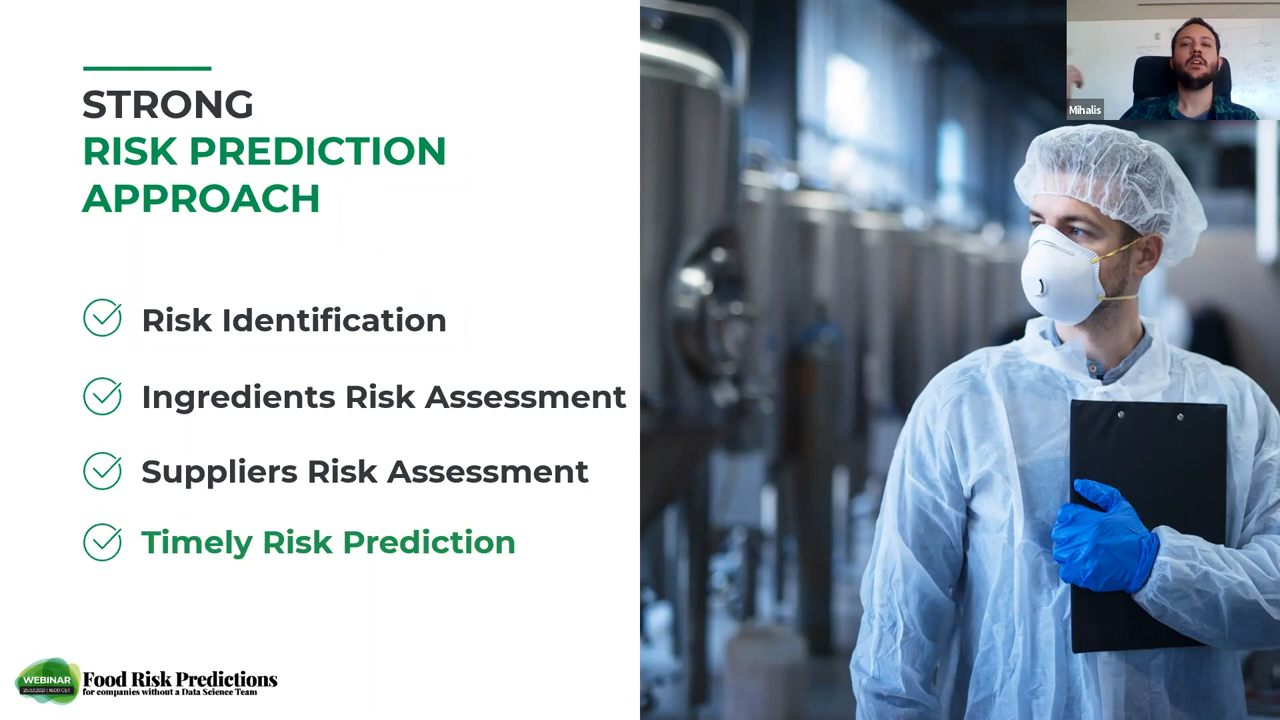 STRONG
RISK PREDICTION
APPROACH
Risk Identification
Ingredients Risk Assessment
Suppliers Risk Assessment
Timely Risk Prediction
WEBINAR
Food Risk Predictions
for companies without a Data Science Team
Mihalis